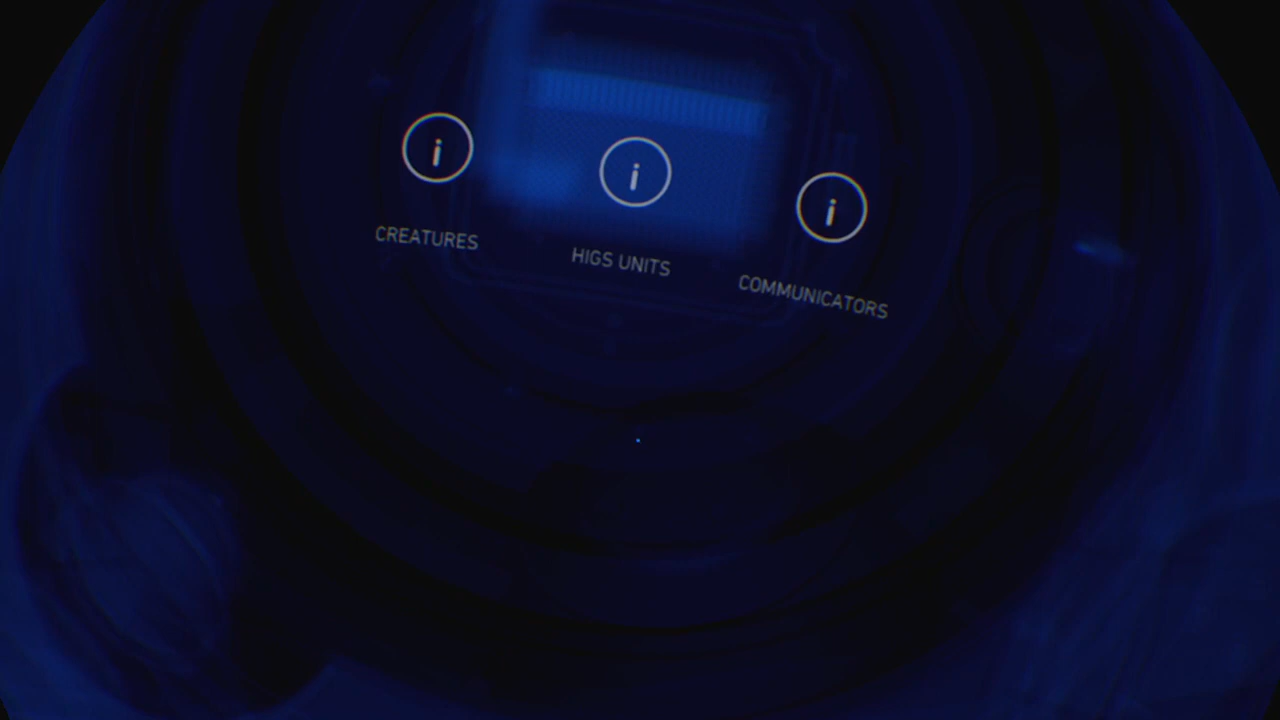 i
CREATURES
i
HIGS UNITS
i
COMMUNICATORS